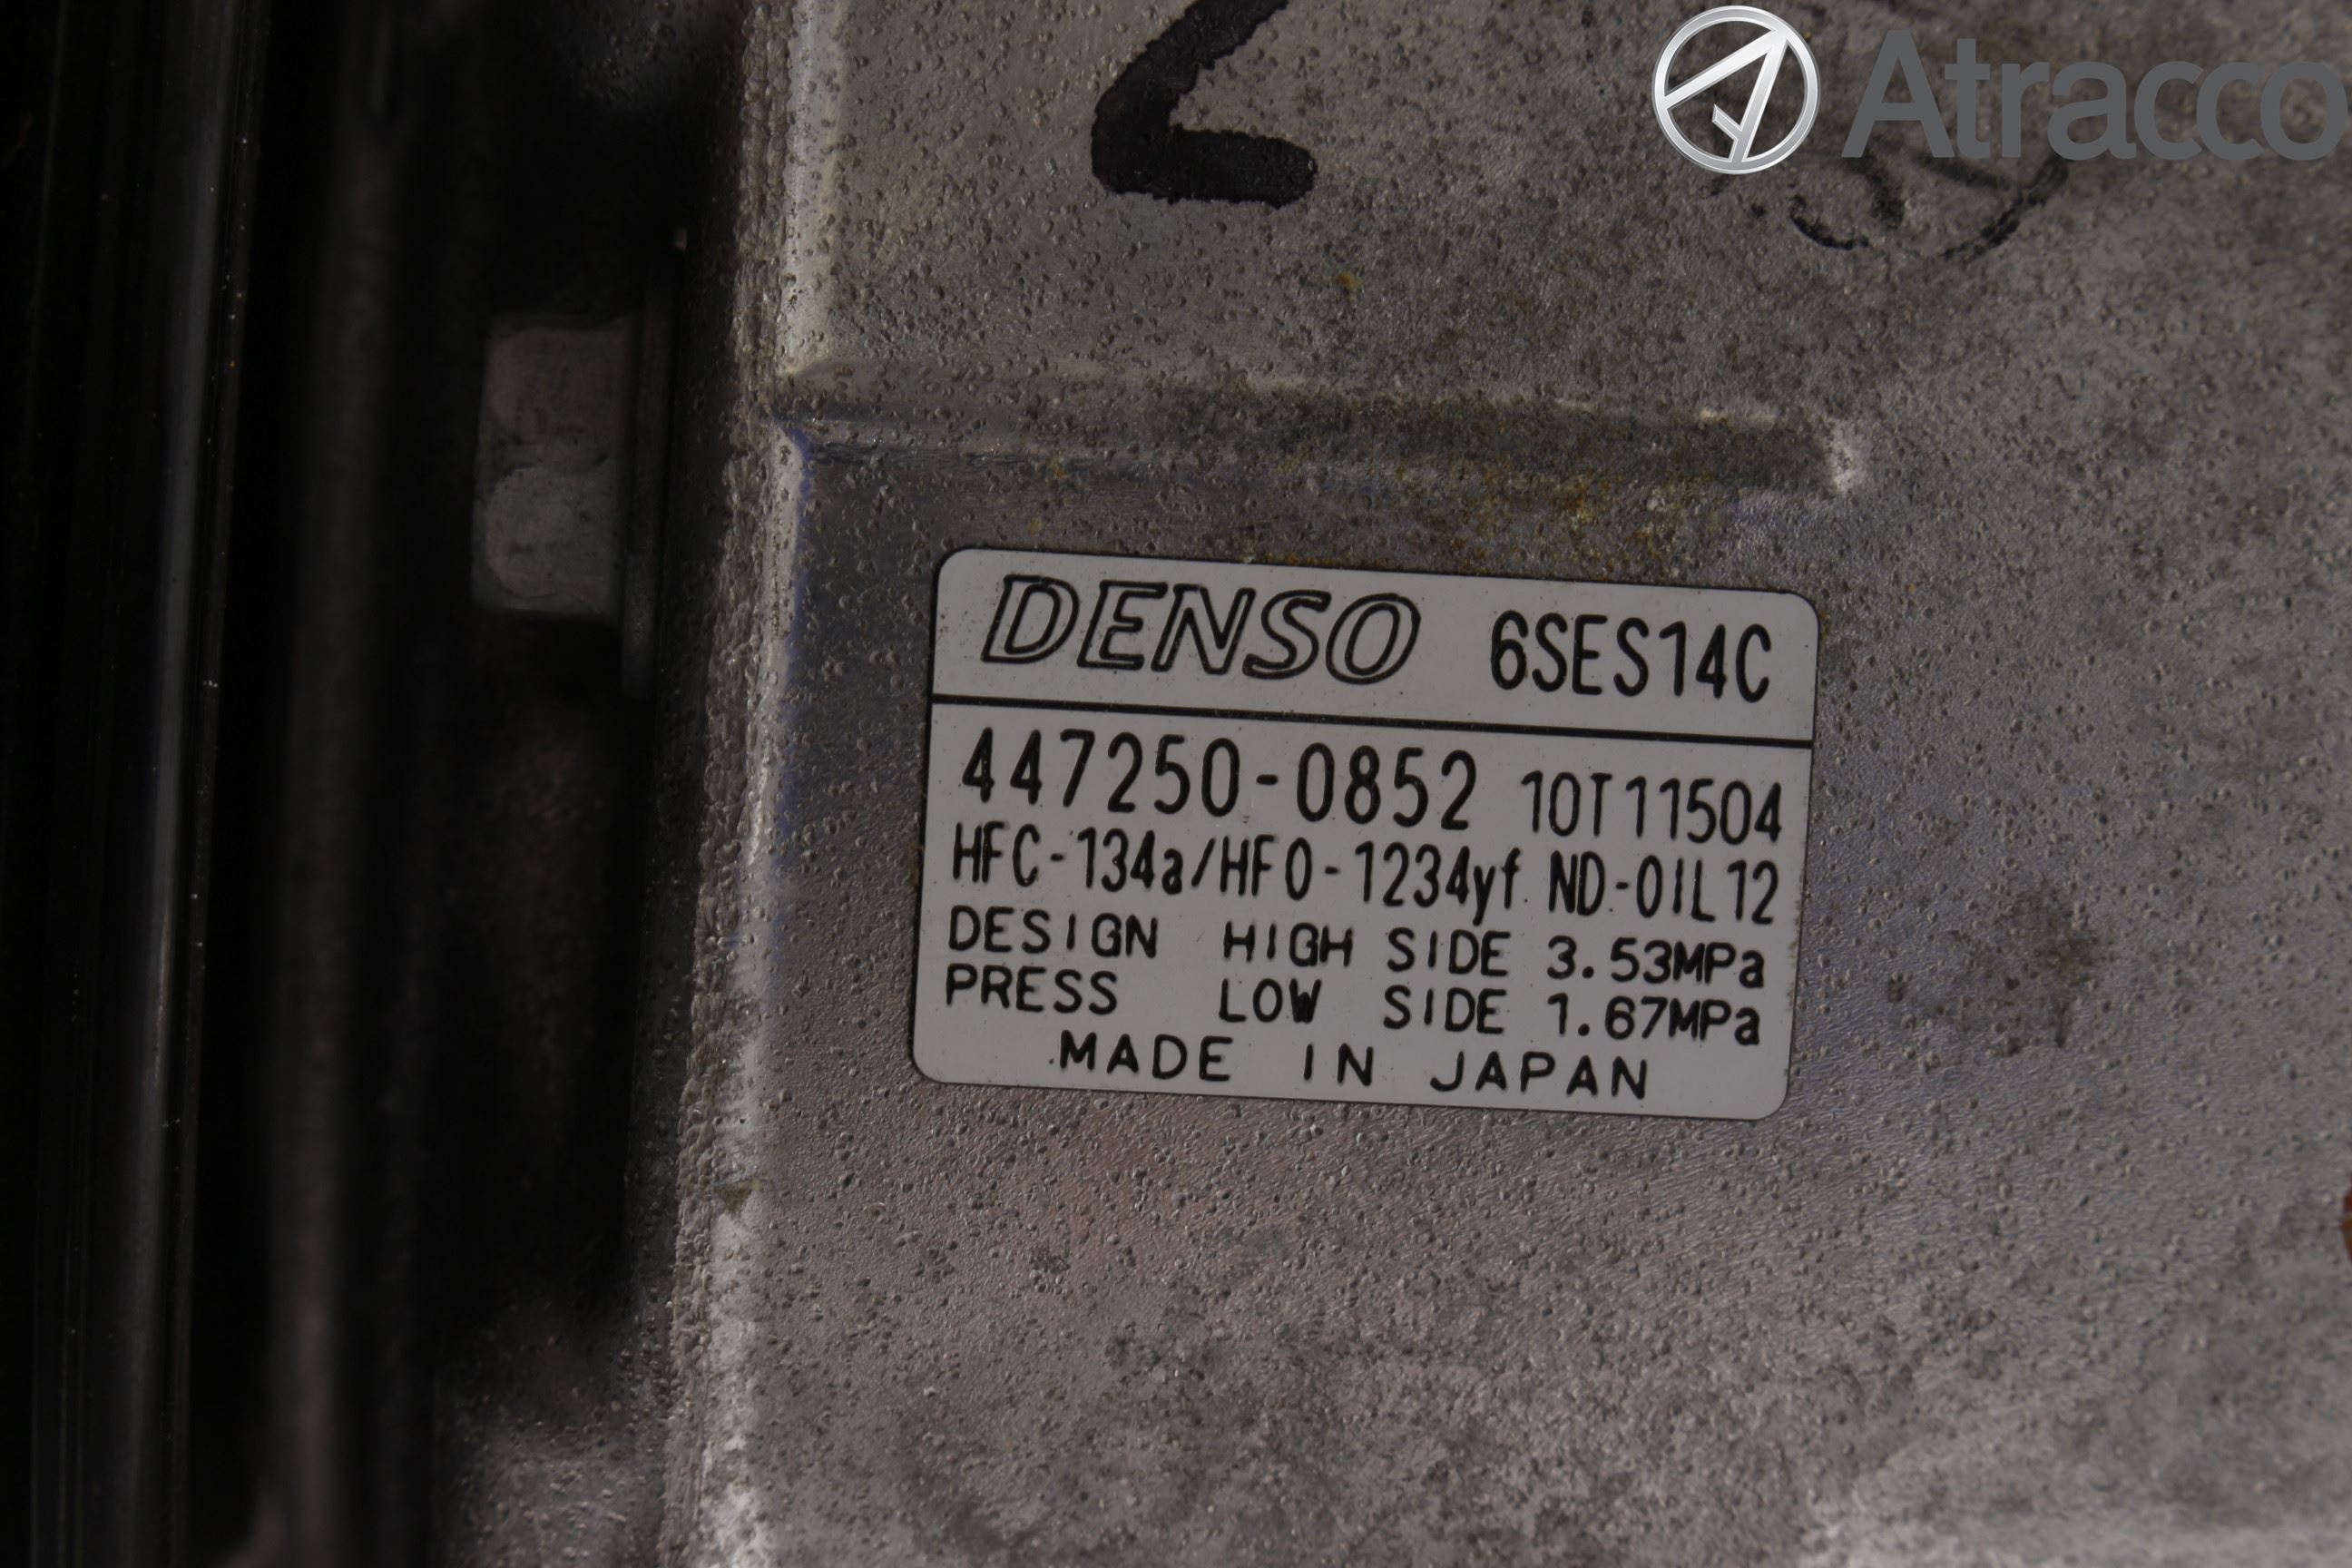 Atracco
2
DENSO 6SES14C
447250-0852 10T11504
HFC-134a/HFO-1234yf ND-OIL12
DESIGN HIGH SIDE 3.53MPa
PRESS LOW SIDE 1.67MPa
MADE IN JAPAN